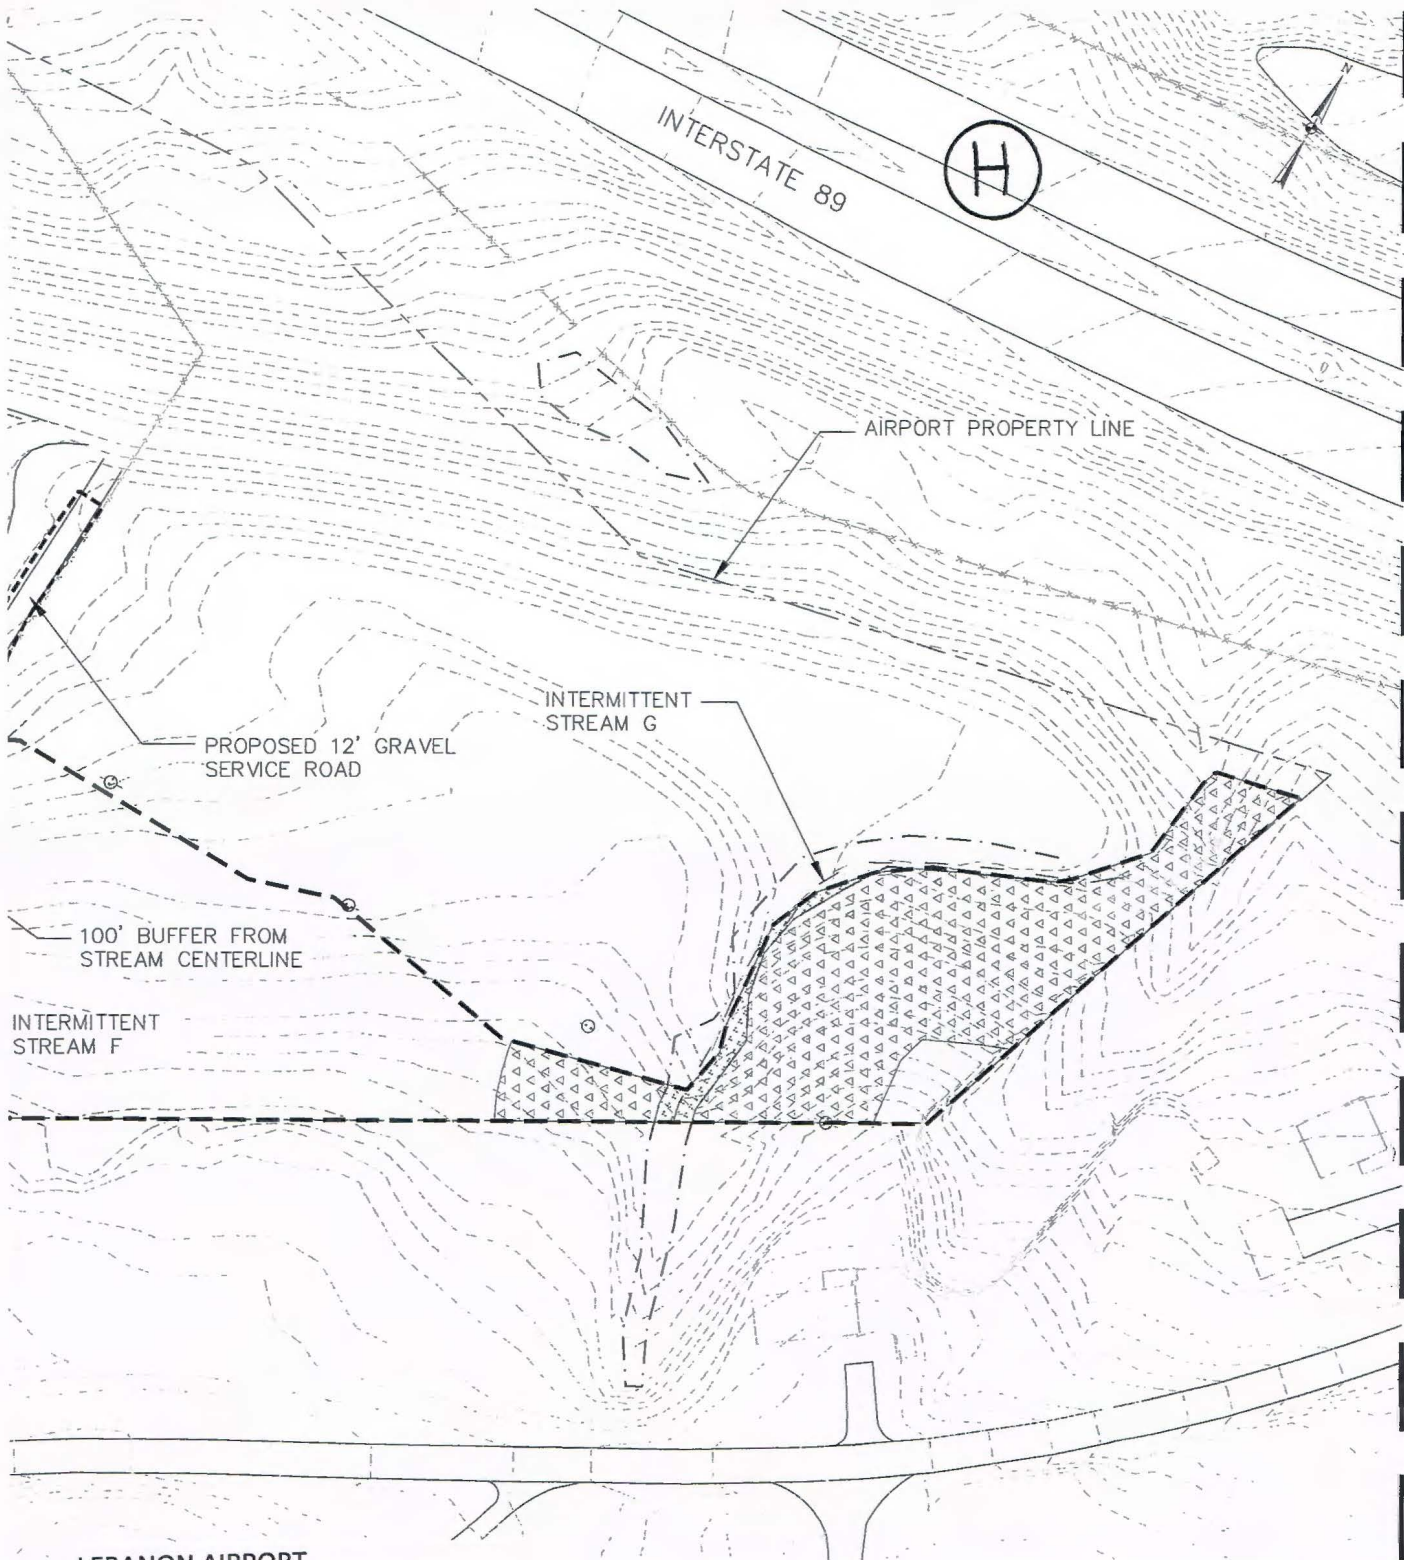 N
INTERSTATE 89
H
AIRPORT PROPERTY LINE
INTERMITTENT
STREAM G
PROPOSED 12' GRAVEL
SERVICE ROAD
100' BUFFER FROM
STREAM CENTERLINE
INTERMITTENT
STREAM F
LEBANON AIRPORT